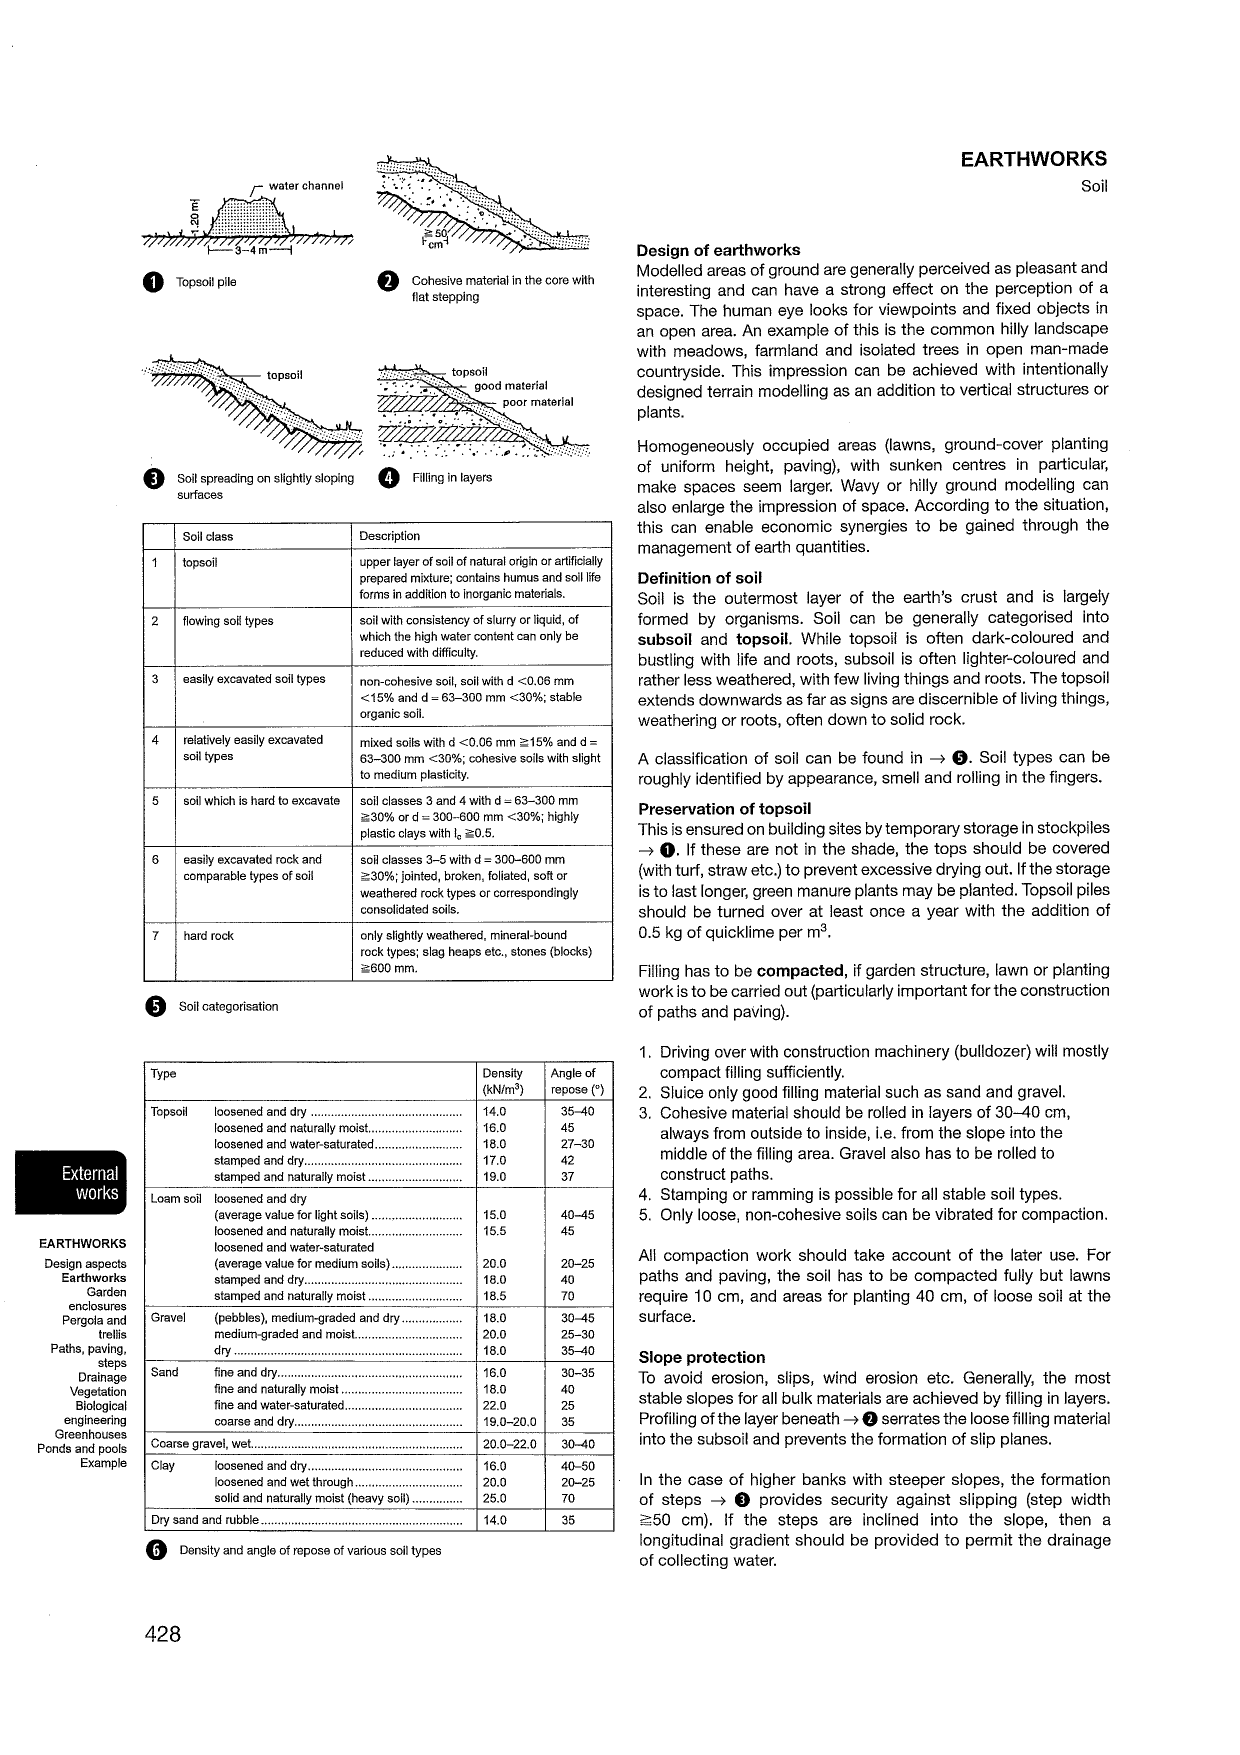 EARTHWORKS
Soil
water channel
1.20 m
3–4 m
≧50
cm
1 Topsoil pile
2 Cohesive material in the core with
flat stepping
topsoil
topsoil
good material
poor material
3 Soil spreading on slightly sloping
surfaces
4 Filling in layers
Soil class Description
1 topsoil upper layer of soil of natural origin or artificially
prepared mixture; contains humus and soil life
forms in addition to inorganic materials.
2 flowing soil types soil with consistency of slurry or liquid, of
which the high water content can only be
reduced with difficulty.
3 easily excavated soil types non-cohesive soil, soil with d <0.06 mm
<15% and d = 63–300 mm <30%; stable
organic soil.
4 relatively easily excavated mixed soils with d <0.06 mm ≧15% and d =
soil types 63–300 mm <30%; cohesive soils with slight
to medium plasticity.
5 soil which is hard to excavate soil classes 3 and 4 with d = 63–300 mm
≧30% or d = 300–600 mm <30%; highly
plastic clays with Ic ≧0.5.
6 easily excavated rock and soil classes 3–5 with d = 300–600 mm
comparable types of soil ≧30%; jointed, broken, foliated, soft or
weathered rock types or correspondingly
consolidated soils.
7 hard rock only slightly weathered, mineral-bound
rock types; slag heaps etc., stones (blocks)
≧600 mm.
5 Soil categorisation
Type Density Angle of
(kN/m³) repose (°)
Topsoil loosened and dry 14.0 35–40
loosened and naturally moist 16.0 45
loosened and water-saturated 18.0 27–30
stamped and dry 17.0 42
stamped and naturally moist 19.0 37
Loam soil loosened and dry
(average value for light soils) 15.0 40–45
loosened and naturally moist 15.5 45
loosened and water-saturated
(average value for medium soils) 20.0 20–25
stamped and dry 18.0 40
stamped and naturally moist 18.5 70
Gravel (pebbles), medium-graded and dry 18.0 30–45
medium-graded and moist 20.0 25–30
dry 18.0 35–40
Sand fine and dry 16.0 30–35
fine and naturally moist 18.0 40
fine and water-saturated 22.0 25
coarse and dry 19.0–20.0 35
Coarse gravel, wet 20.0–22.0 30–40
Clay loosened and dry 16.0 40–50
loosened and wet through 20.0 20–25
solid and naturally moist (heavy soil) 25.0 70
Dry sand and rubble 14.0 35
6 Density and angle of repose of various soil types
External
works
EARTHWORKS
Design aspects
Earthworks
Garden
enclosures
Pergola and
trellis
Paths, paving,
steps
Drainage
Vegetation
Biological
engineering
Greenhouses
Ponds and pools
Example
Design of earthworks
Modelled areas of ground are generally perceived as pleasant and
interesting and can have a strong effect on the perception of a
space. The human eye looks for viewpoints and fixed objects in
an open area. An example of this is the common hilly landscape
with meadows, farmland and isolated trees in open man-made
countryside. This impression can be achieved with intentionally
designed terrain modelling as an addition to vertical structures or
plants.
Homogeneously occupied areas (lawns, ground-cover planting
of uniform height, paving), with sunken centres in particular,
make spaces seem larger. Wavy or hilly ground modelling can
also enlarge the impression of space. According to the situation,
this can enable economic synergies to be gained through the
management of earth quantities.
Definition of soil
Soil is the outermost layer of the earth's crust and is largely
formed by organisms. Soil can be generally categorised into
subsoil and topsoil. While topsoil is often dark-coloured and
bustling with life and roots, subsoil is often lighter-coloured and
rather less weathered, with few living things and roots. The topsoil
extends downwards as far as signs are discernible of living things,
weathering or roots, often down to solid rock.
A classification of soil can be found in → 5. Soil types can be
roughly identified by appearance, smell and rolling in the fingers.
Preservation of topsoil
This is ensured on building sites by temporary storage in stockpiles
→ 1. If these are not in the shade, the tops should be covered
(with turf, straw etc.) to prevent excessive drying out. If the storage
is to last longer, green manure plants may be planted. Topsoil piles
should be turned over at least once a year with the addition of
0.5 kg of quicklime per m³.
Filling has to be compacted, if garden structure, lawn or planting
work is to be carried out (particularly important for the construction
of paths and paving).
1. Driving over with construction machinery (bulldozer) will mostly
compact filling sufficiently.
2. Sluice only good filling material such as sand and gravel.
3. Cohesive material should be rolled in layers of 30–40 cm,
always from outside to inside, i.e. from the slope into the
middle of the filling area. Gravel also has to be rolled to
construct paths.
4. Stamping or ramming is possible for all stable soil types.
5. Only loose, non-cohesive soils can be vibrated for compaction.
All compaction work should take account of the later use. For
paths and paving, the soil has to be compacted fully but lawns
require 10 cm, and areas for planting 40 cm, of loose soil at the
surface.
Slope protection
To avoid erosion, slips, wind erosion etc. Generally, the most
stable slopes for all bulk materials are achieved by filling in layers.
Profiling of the layer beneath → 2 serrates the loose filling material
into the subsoil and prevents the formation of slip planes.
In the case of higher banks with steeper slopes, the formation
of steps → 3 provides security against slipping (step width
≧50 cm). If the steps are inclined into the slope, then a
longitudinal gradient should be provided to permit the drainage
of collecting water.
428